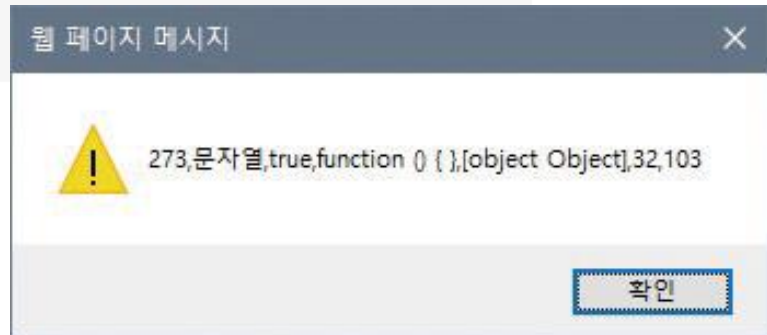 웹 페이지 메시지
273,문자열,true,function () { },[object Object],32,103
확인